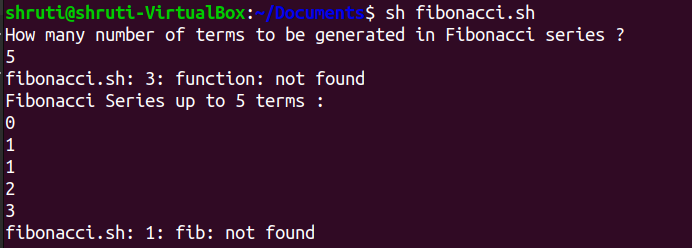 shruti@shruti-VirtualBox:~/Documents$ sh fibonacci.sh
How many number of terms to be generated in Fibonacci series ?
5
fibonacci.sh: 3: function: not found
Fibonacci Series up to 5 terms :
0
1
1
2
3
fibonacci.sh: 1: fib: not found